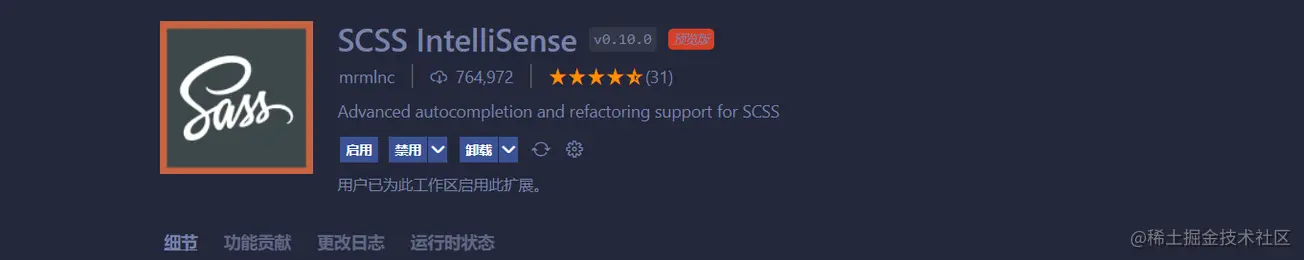 Sass
SCSS IntelliSense v0.10.0 预览版
mrmlnc 764,972 (31)
Advanced autocompletion and refactoring support for SCSS
启用 禁用 卸载
用户已为此工作区启用此扩展。
细节 功能贡献 更改日志 运行时状态
@稀土掘金技术社区